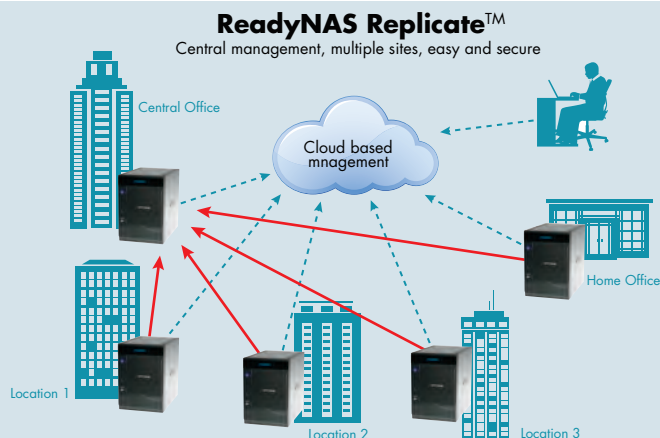 ReadyNAS Replicate™
Central management, multiple sites, easy and secure
Central Office
Cloud based
mnagement
Home Office
Location 1
Location 2
Location 3